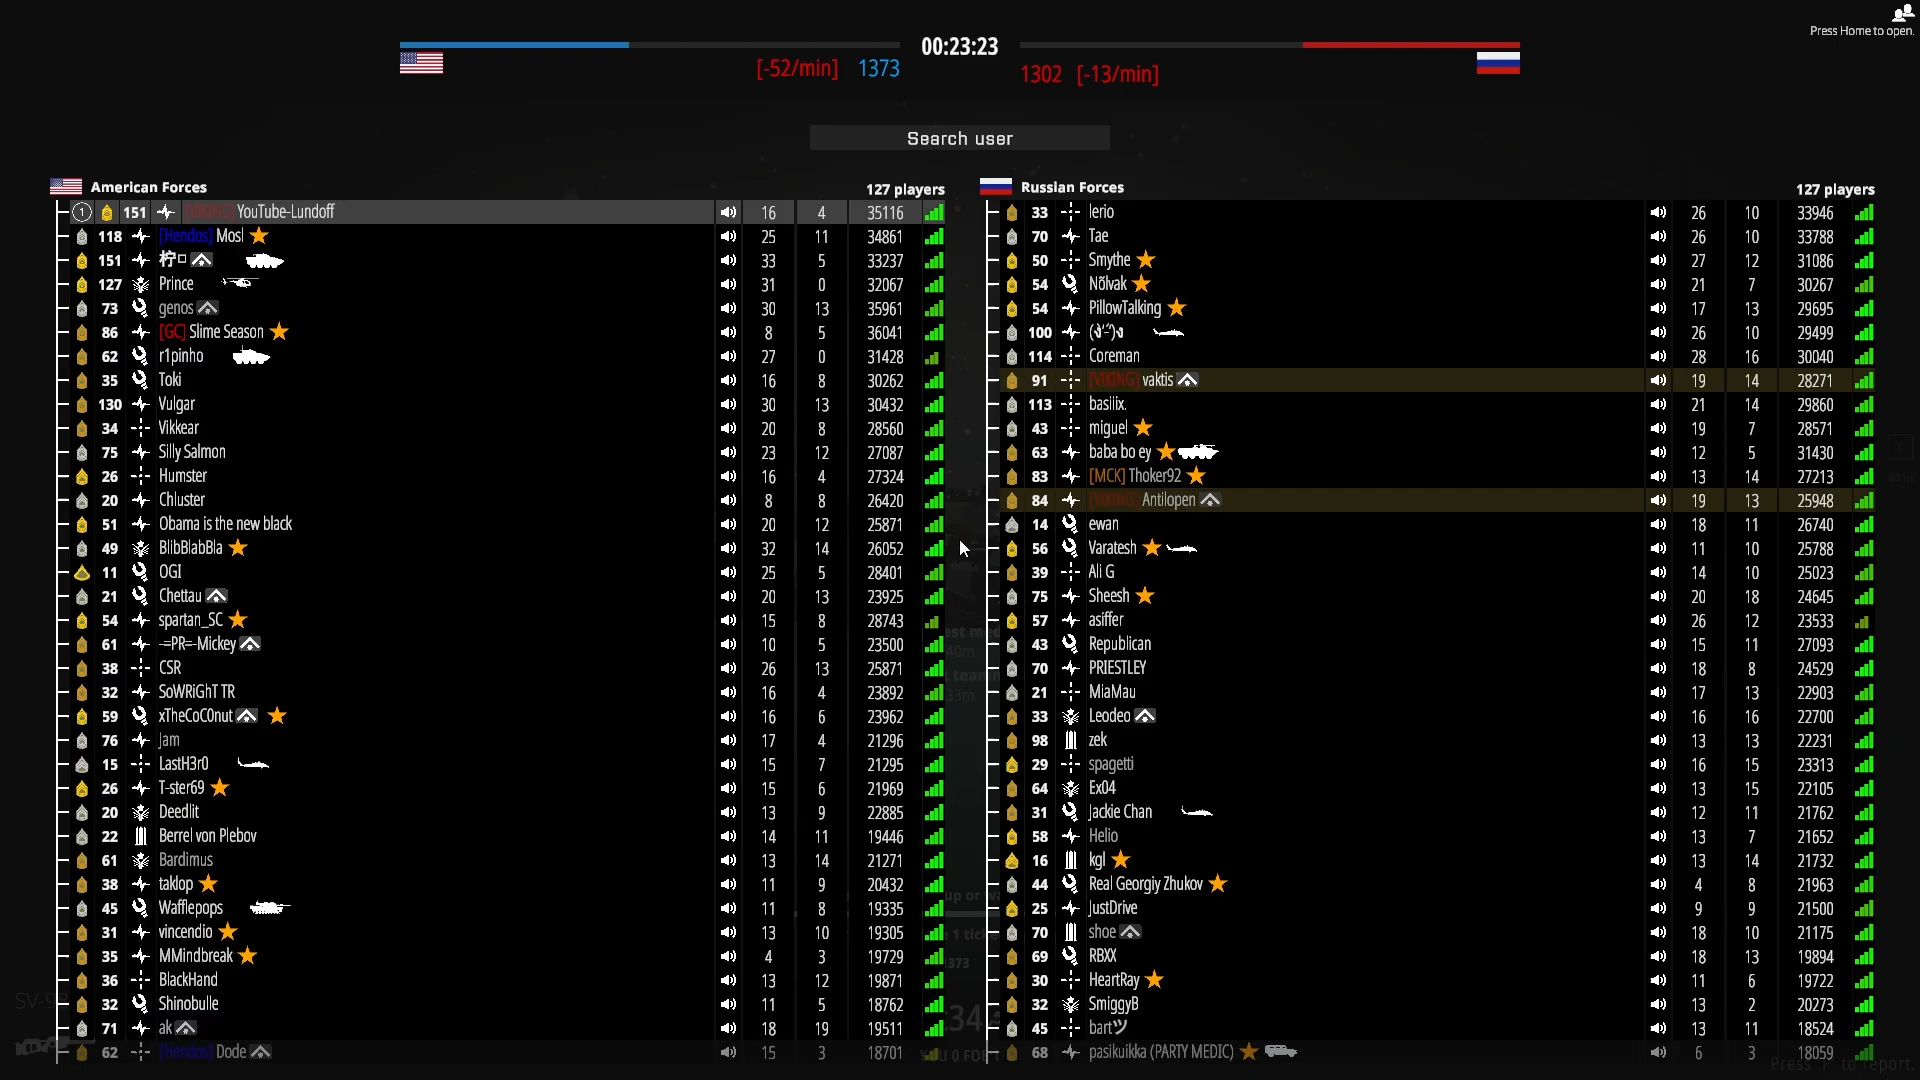 Press Home to open.
00:23:23
[-52/min] 1373
1302 [-13/min]
Search user
American Forces 127 players
1 151 [VIKING] YouTube-Lundoff 16 4 35116
118 [Hendos] Mosl 25 11 34861
151 柠 33 5 33237
127 Prince 31 0 32067
73 genos 30 13 35961
86 [GC] Slime Season 8 5 36041
62 r1pinho 27 0 31428
35 Toki 16 8 30262
130 Vulgar 30 13 30432
34 Vikkear 20 8 28560
75 Silly Salmon 23 12 27087
26 Humster 16 4 27324
20 Chluster 8 8 26420
51 Obama is the new black 20 12 25871
49 BlibBlabBla 32 14 26052
11 OGI 25 5 28401
21 Chettau 20 13 23925
54 spartan_SC 15 8 28743
61 -=PR=-Mickey 10 5 23500
38 CSR 26 13 25871
32 SoWRiGhT TR 16 4 23892
59 xTheCoC0nut 16 6 23962
76 Jam 17 4 21296
15 LastH3r0 15 7 21295
26 T-ster69 15 6 21969
20 Deedlit 13 9 22885
22 Berrel von Plebov 14 11 19446
61 Bardimus 13 14 21271
38 taklop 11 9 20432
45 Wafflepops 11 8 19335
31 vincendio 13 10 19305
35 MMindbreak 4 3 19729
36 BlackHand 13 12 19871
32 Shinobulle 11 5 18762
71 ak 18 19 19511
62 [Hendos] Dode 15 3 18701
Russian Forces 127 players
33 lerio 26 10 33946
70 Tae 26 10 33788
50 Smythe 27 12 31086
54 Nõlvak 21 7 30267
54 PillowTalking 17 13 29695
100 26 10 29499
114 Coreman 28 16 30040
91 [VIKING] vaktis 19 14 28271
113 basiiix. 21 14 29860
43 miguel 19 7 28571
63 baba bo ey 12 5 31430
83 [MCK] Thoker92 13 14 27213
84 [VIKING] Antilopen 19 13 25948
14 ewan 18 11 26740
56 Varatesh 11 10 25788
39 Ali G 14 10 25023
75 Sheesh 20 18 24645
57 asiffer 26 12 23533
43 Republican 15 11 27093
70 PRIESTLEY 18 8 24529
21 MiaMau 17 13 22903
33 Leodeo 16 16 22700
98 zek 13 13 22231
29 spagetti 16 15 23313
64 Ex04 13 15 22105
31 Jackie Chan 12 11 21762
58 Helio 13 7 21652
16 kgl 13 14 21732
44 Real Georgiy Zhukov 4 8 21963
25 JustDrive 9 9 21500
70 shoe 18 10 21175
69 RBXX 18 13 19894
30 HeartRay 11 6 19722
32 SmiggyB 13 2 20273
45 bartツ 13 11 18524
68 pasikuikka (PARTY MEDIC) 6 3 18059